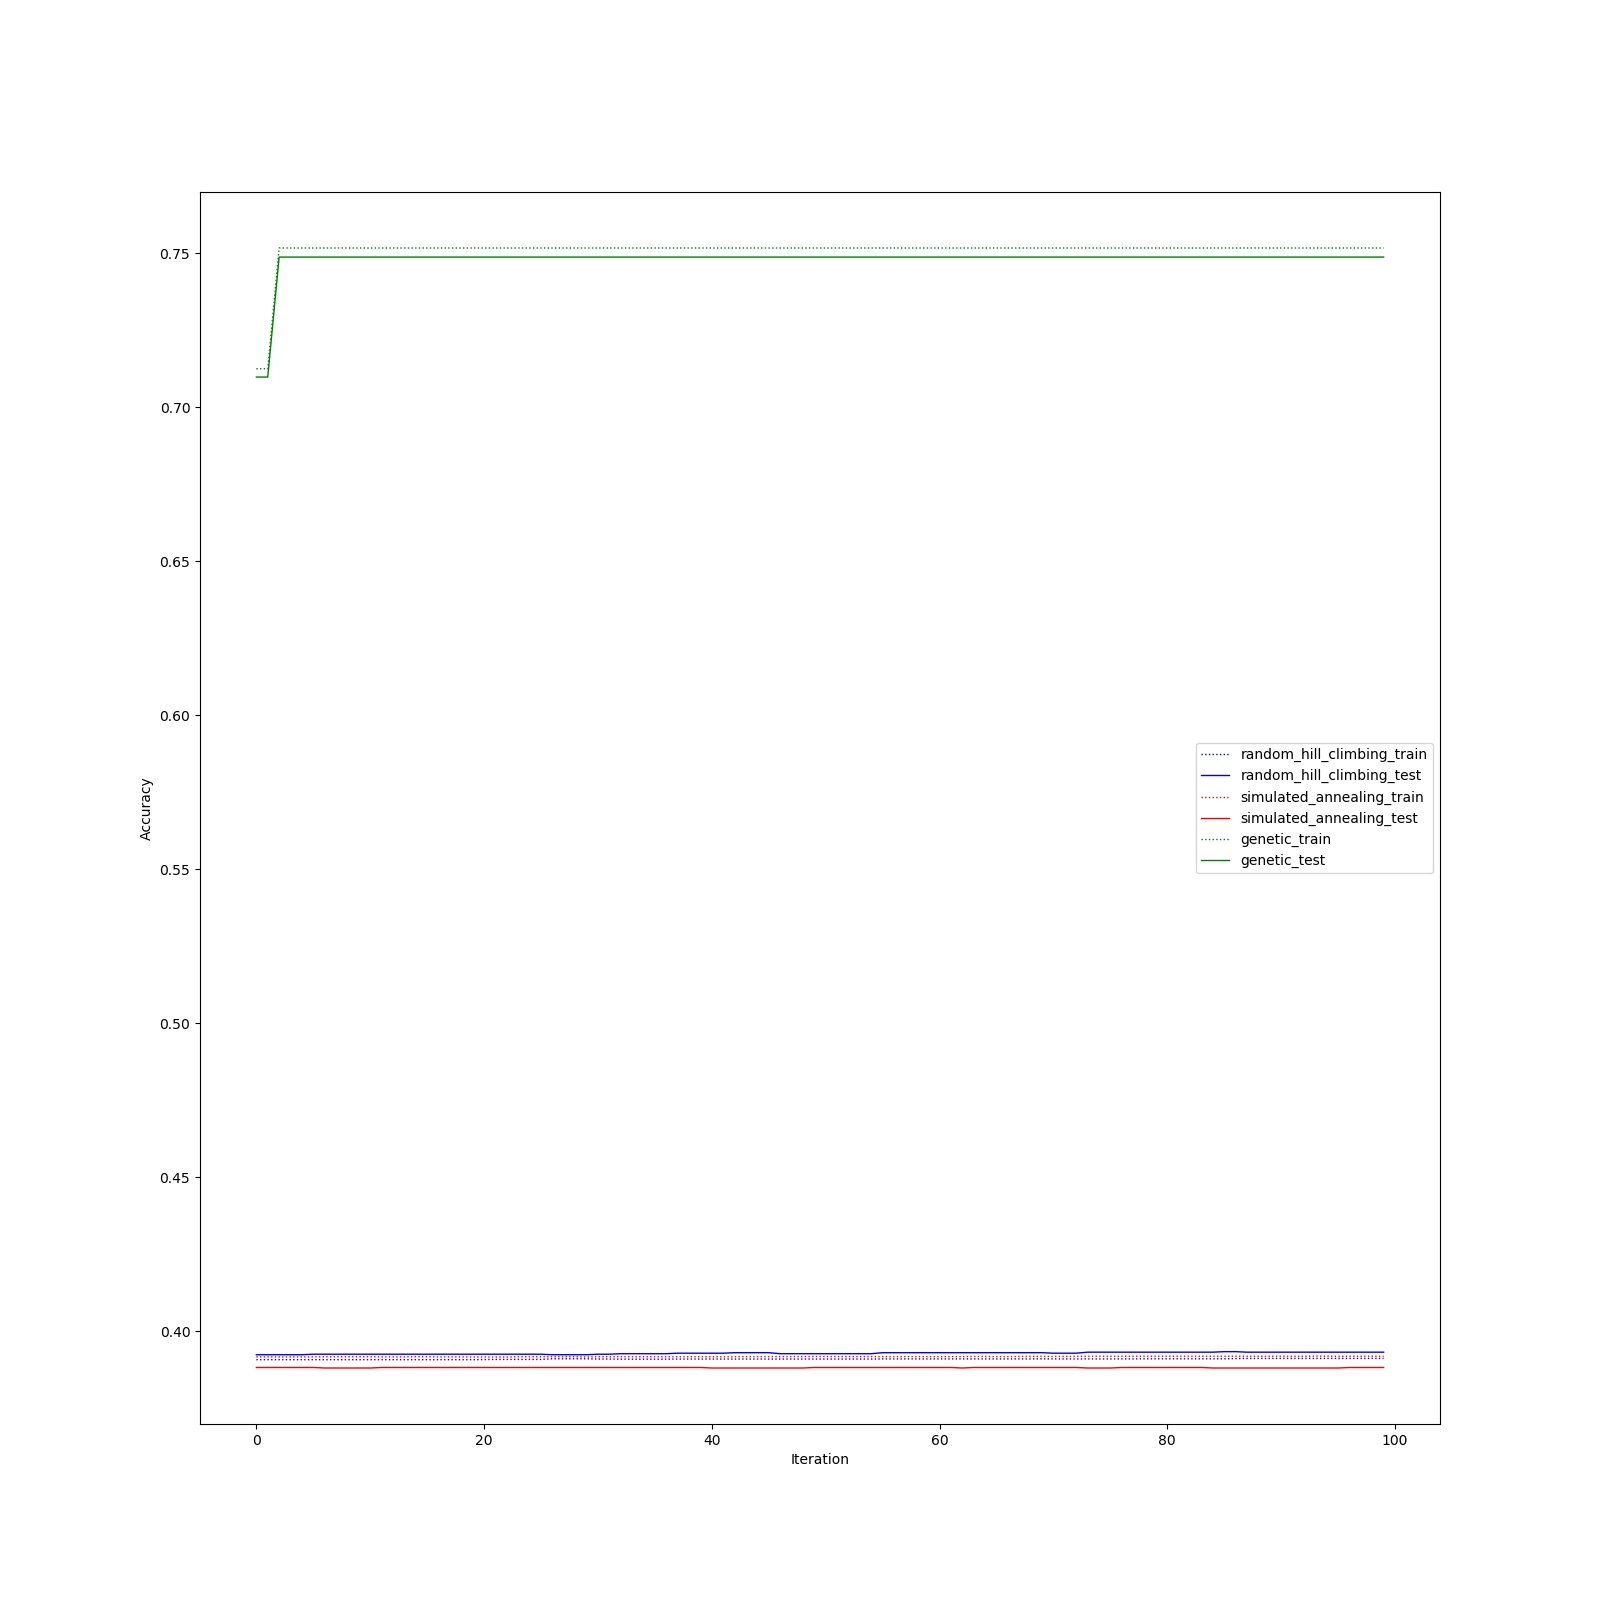 0.75
0.70
0.65
0.60
0.55
0.50
0.45
0.40
Accuracy
random_hill_climbing_train
random_hill_climbing_test
simulated_annealing_train
simulated_annealing_test
genetic_train
genetic_test
0 20 40 60 80 100
Iteration